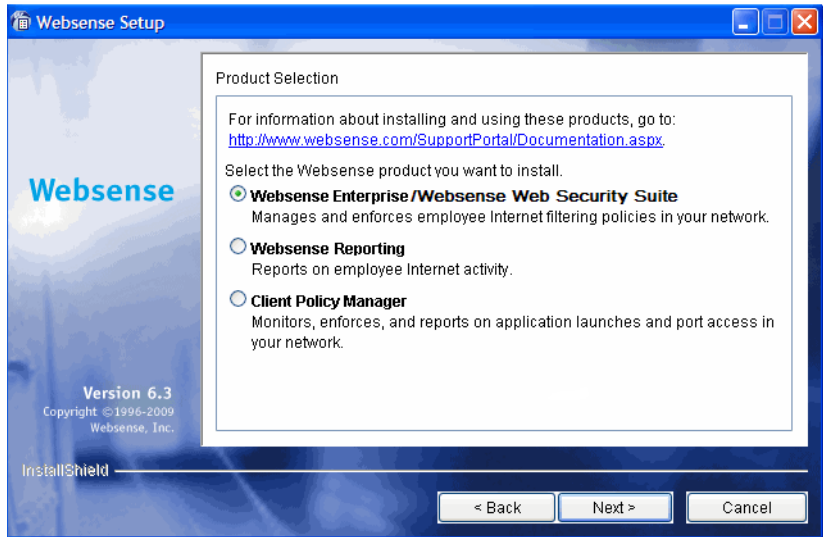 Websense Setup
Product Selection
For information about installing and using these products, go to:
http://www.websense.com/SupportPortal/Documentation.aspx.
Select the Websense product you want to install.
Websense Enterprise/Websense Web Security Suite
Manages and enforces employee Internet filtering policies in your network.
Websense Reporting
Reports on employee Internet activity.
Client Policy Manager
Monitors, enforces, and reports on application launches and port access in
your network.
Websense
Version 6.3
Copyright ©1996-2009
Websense, Inc.
InstallShield
< Back
Next >
Cancel